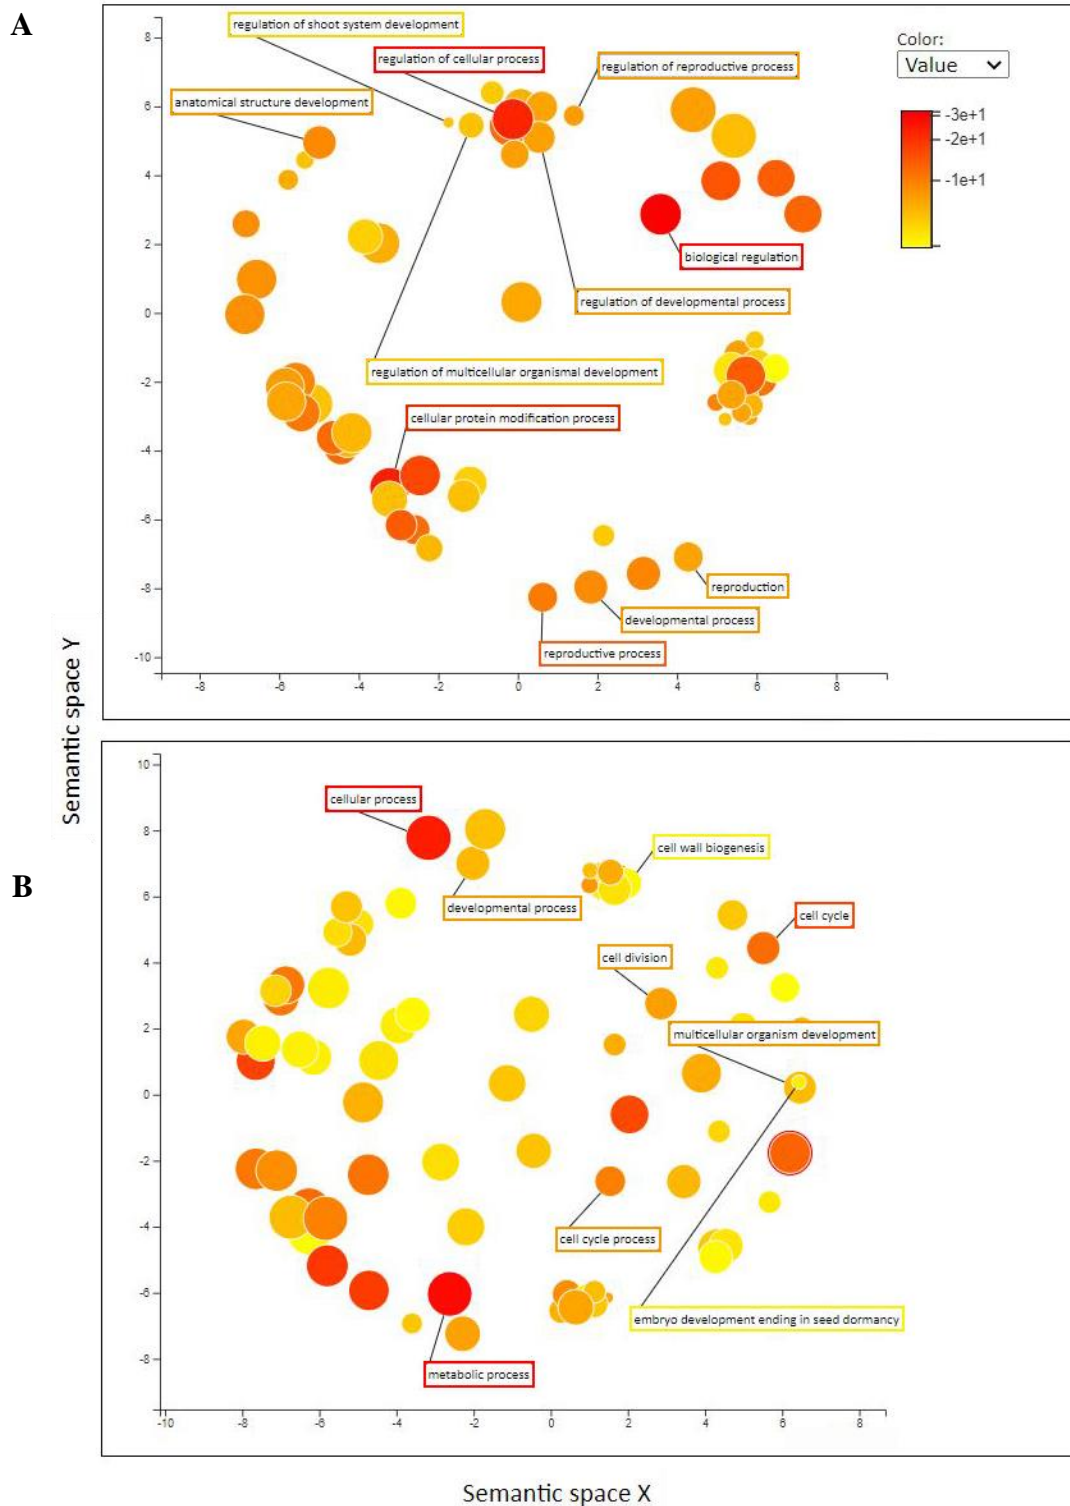 A
regulation of shoot system development
regulation of cellular process
regulation of reproductive process
anatomical structure development
Color:
Value
-3e+1
-2e+1
-1e+1
biological regulation
regulation of developmental process
regulation of multicellular organismal development
cellular protein modification process
reproduction
developmental process
reproductive process
8
6
4
2
0
-2
-4
-6
-8
-10
-8
-6
-4
-2
0
2
4
6
8
Semantic space Y
B
cellular process
cell wall biogenesis
developmental process
cell cycle
cell division
multicellular organism development
cell cycle process
embryo development ending in seed dormancy
metabolic process
10
8
6
4
2
0
-2
-4
-6
-8
-10
-8
-6
-4
-2
0
2
4
6
8
Semantic space X